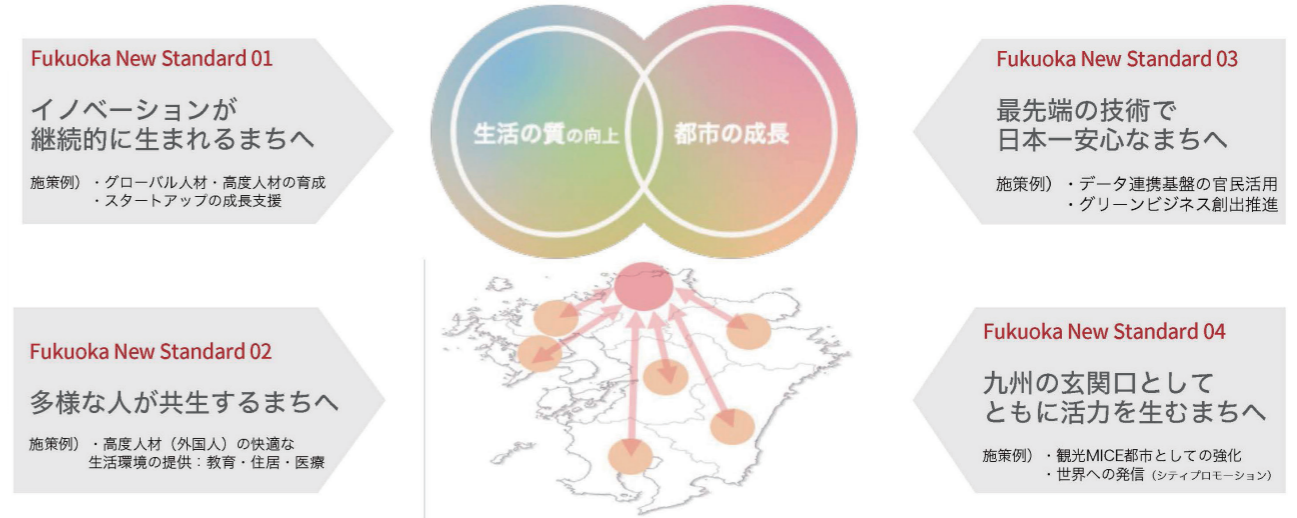 Fukuoka New Standard 01
イノベーションが
継続的に生まれるまちへ
施策例）・グローバル人材・高度人材の育成
・スタートアップの成長支援
Fukuoka New Standard 02
多様な人が共生するまちへ
施策例）・高度人材（外国人）の快適な
生活環境の提供：教育・住居・医療
生活の質の向上
都市の成長
Fukuoka New Standard 03
最先端の技術で
日本一安心なまちへ
施策例）・データ連携基盤の官民活用
・グリーンビジネス創出推進
Fukuoka New Standard 04
九州の玄関口として
ともに活力を生むまちへ
施策例）・観光MICE都市としての強化
・世界への発信（シティプロモーション）